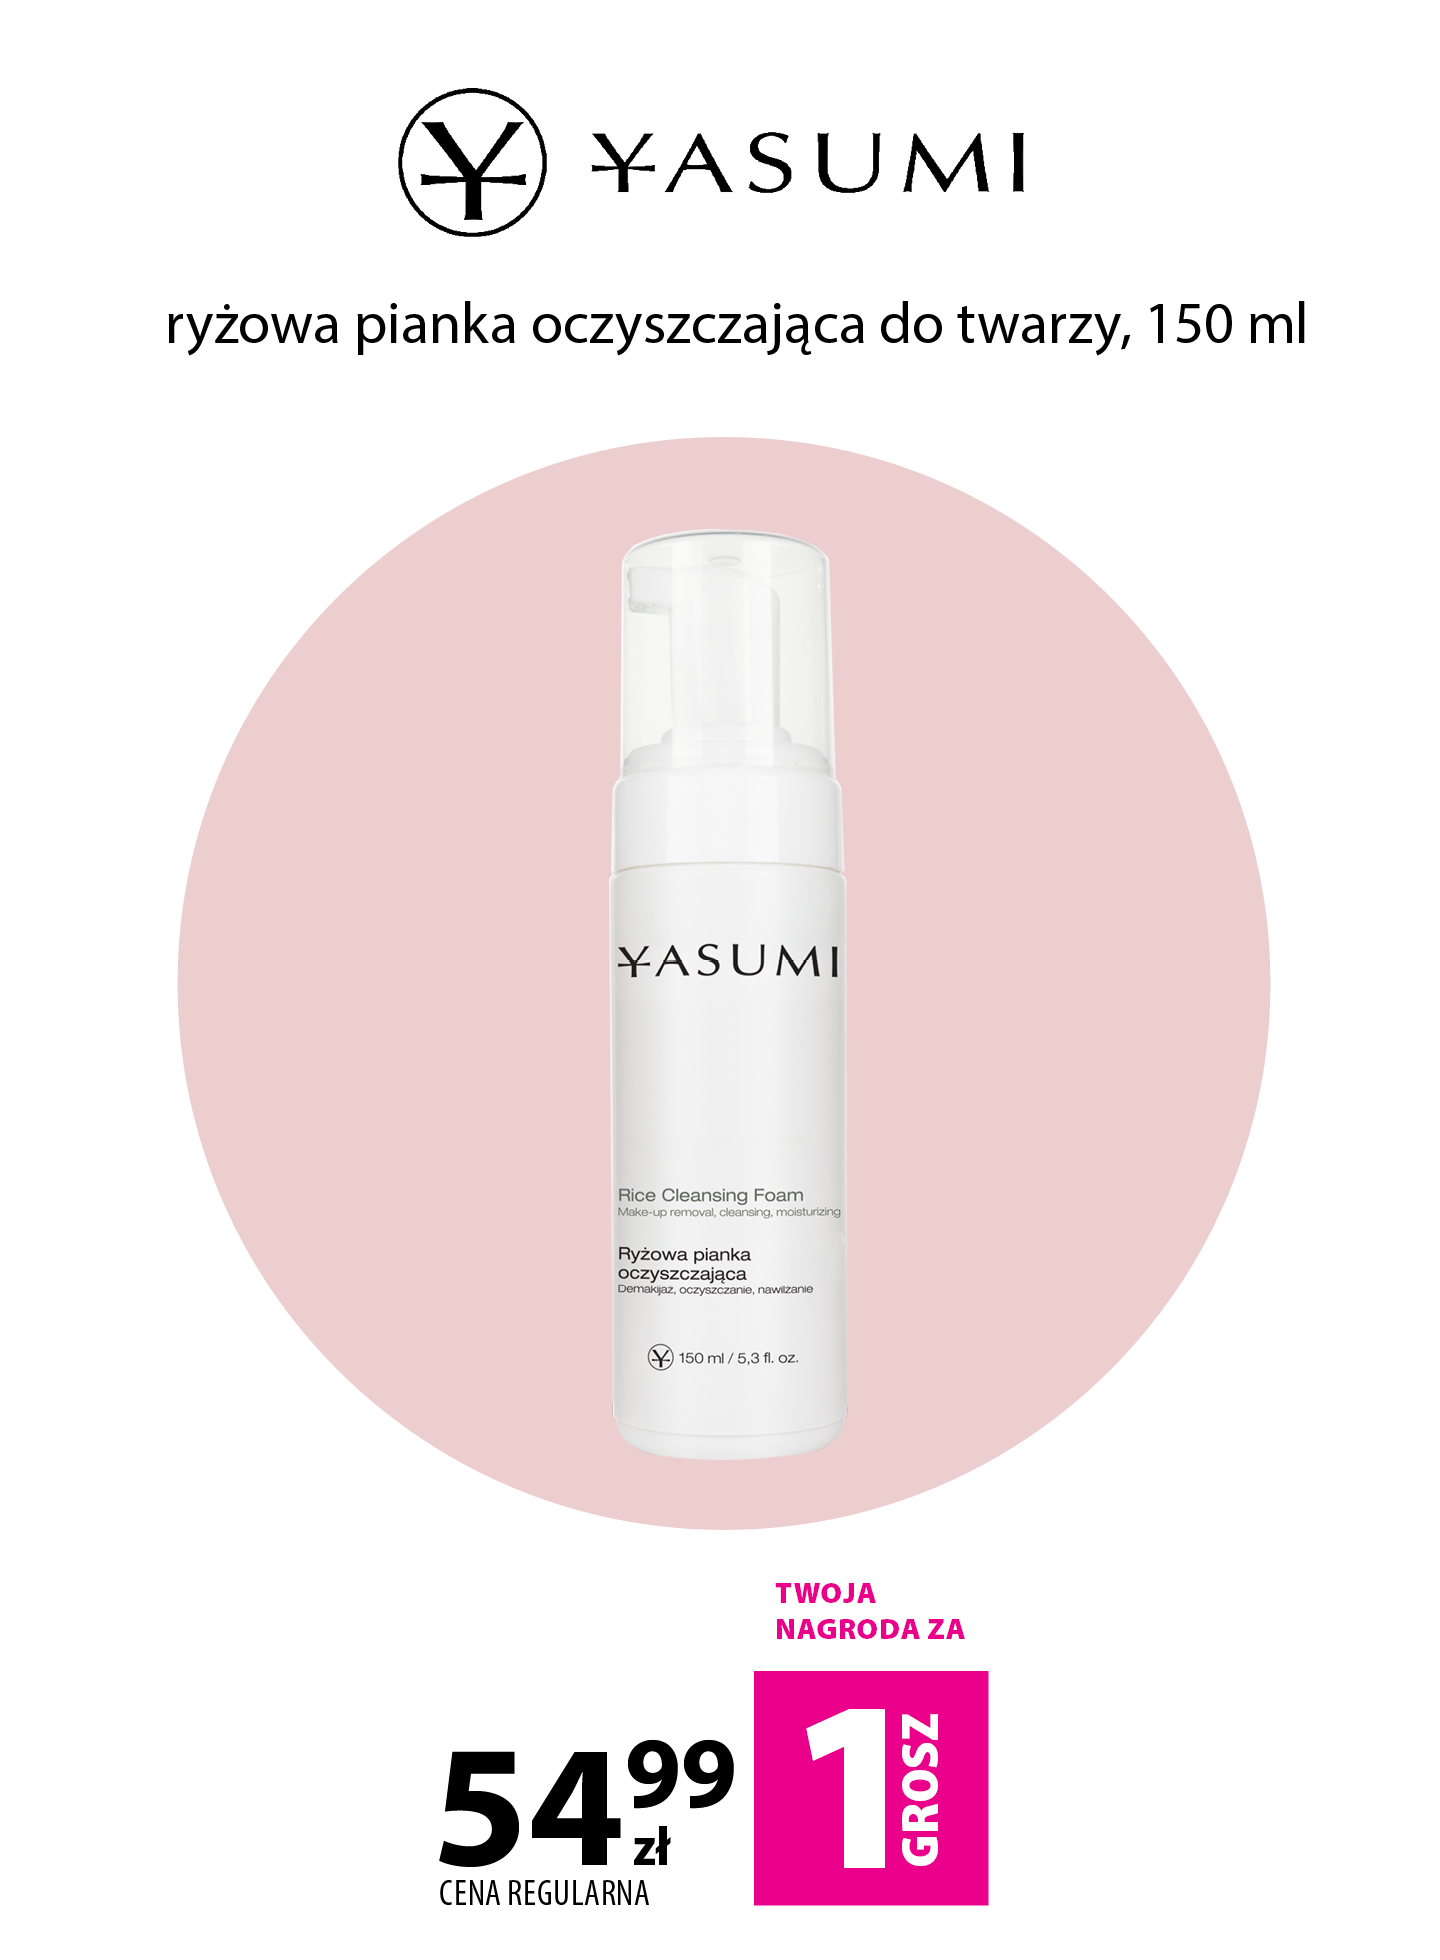 YASUMI
ryżowa pianka oczyszczająca do twarzy, 150 ml
YASUMI
Rice Cleansing Foam
Make-up removal, cleansing, moisturizing
Ryżowa pianka
oczyszczająca
Demakijaż, oczyszczanie, nawilżanie
150 ml / 5,3 fl. oz.
TWOJA
NAGRODA ZA
54 99 zł
CENA REGULARNA
1 GROSZ